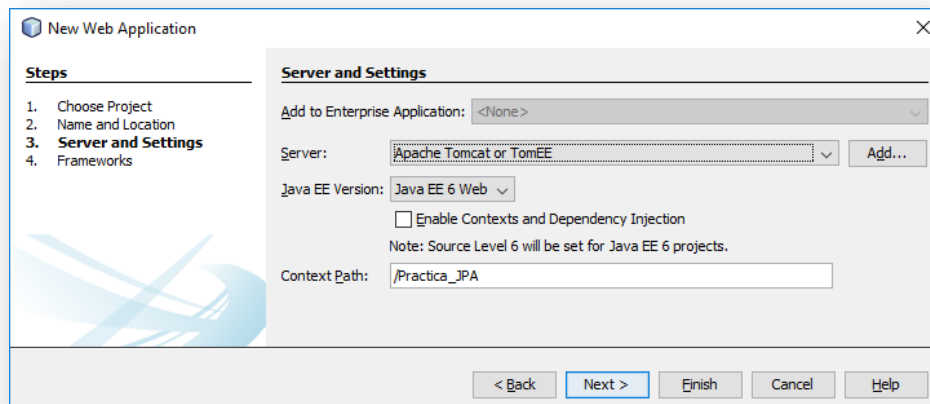 New Web Application
Steps
1. Choose Project
2. Name and Location
3. Server and Settings
4. Frameworks
Server and Settings
Add to Enterprise Application: <None>
Server: Apache Tomcat or TomEE Add...
Java EE Version: Java EE 6 Web
Enable Contexts and Dependency Injection
Note: Source Level 6 will be set for Java EE 6 projects.
Context Path: /Practica_JPA
< Back Next > Finish Cancel Help